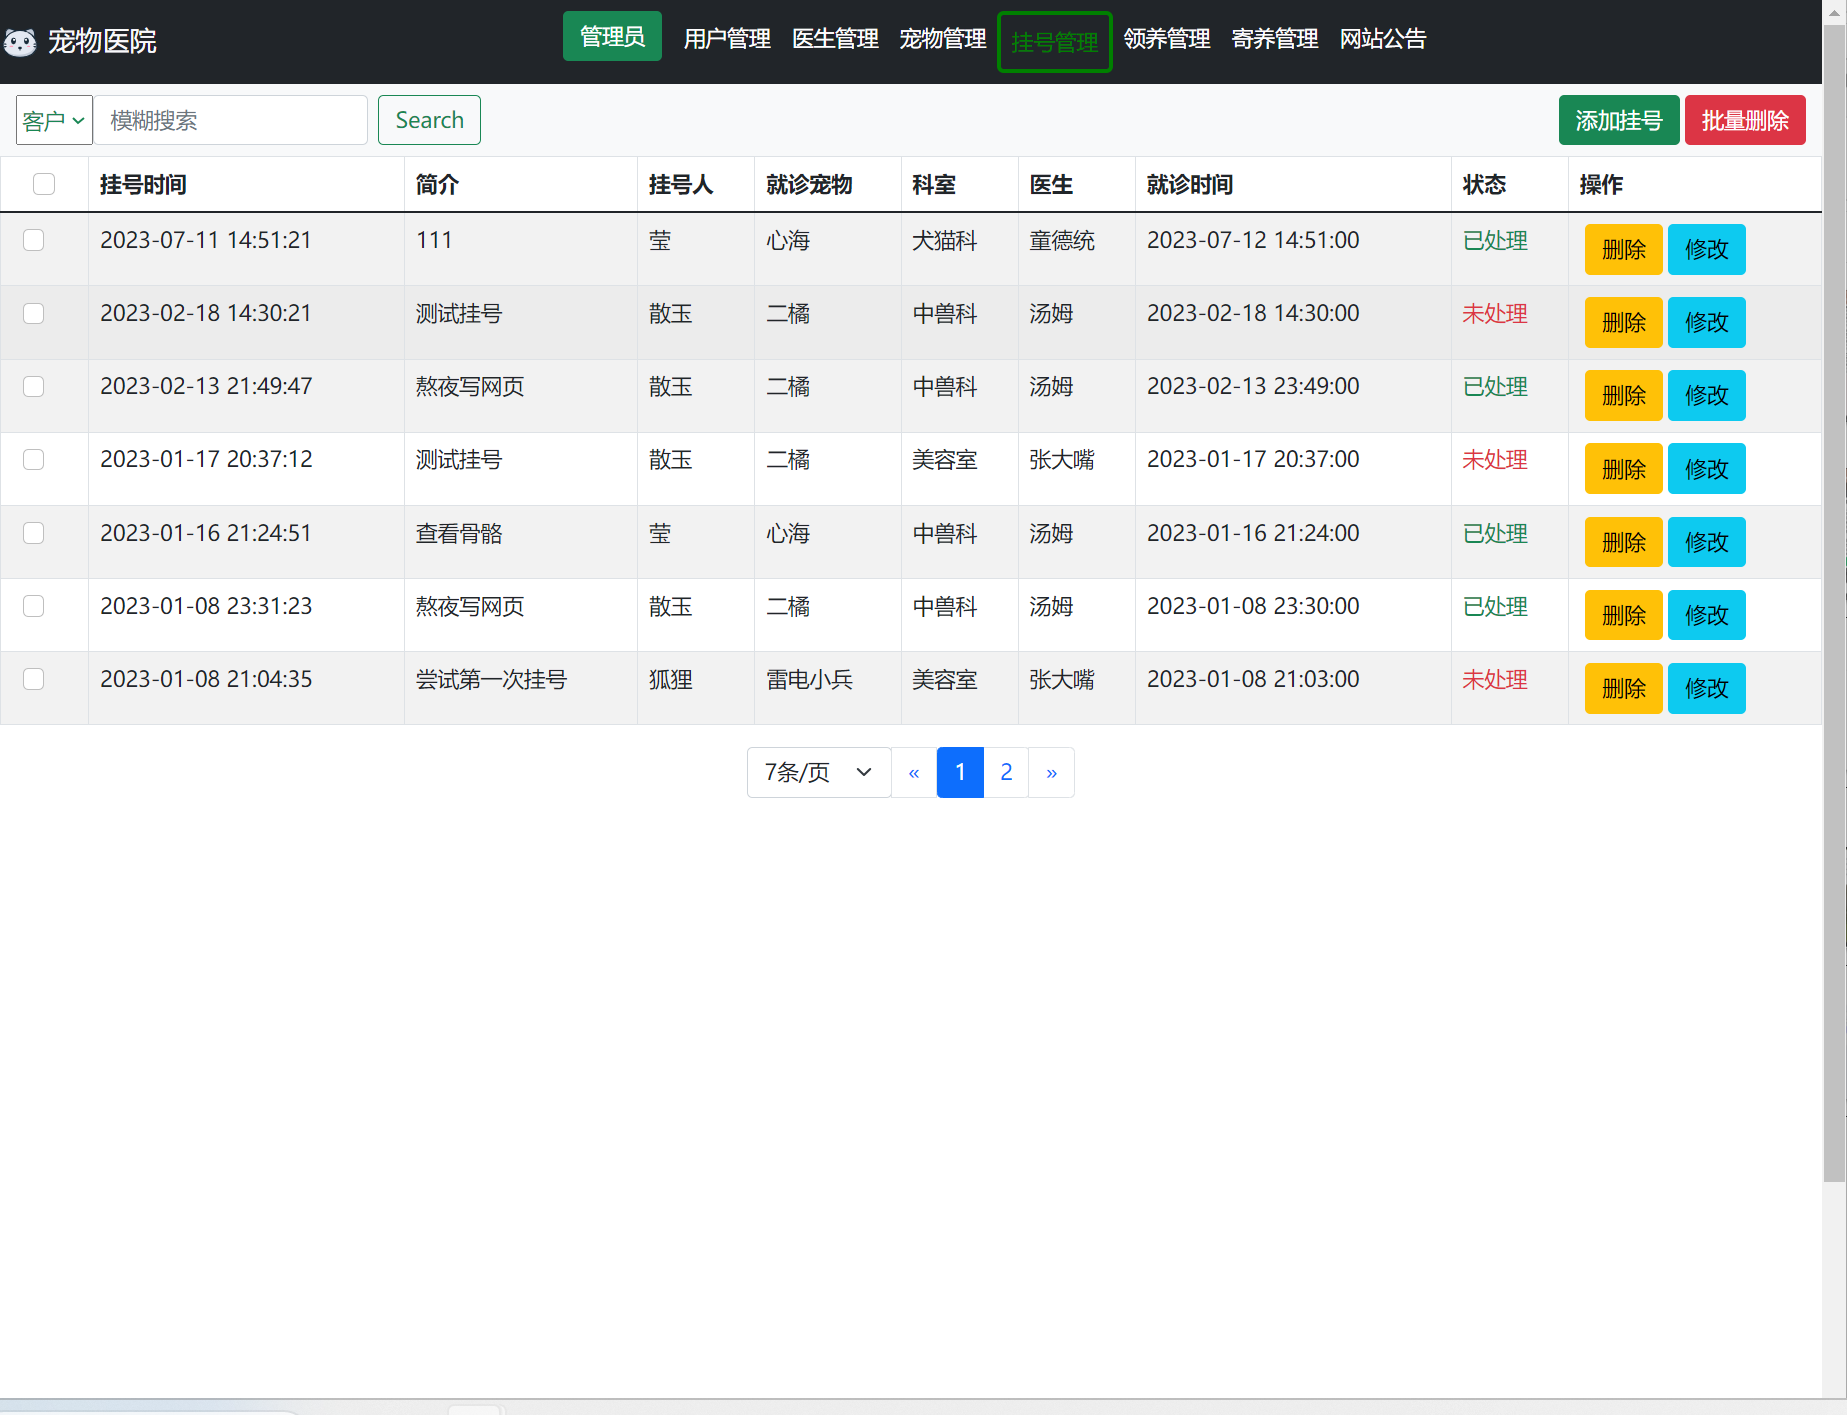 宠物医院 管理员 用户管理 医生管理 宠物管理 挂号管理 领养管理 寄养管理 网站公告
客户 模糊搜索 Search 添加挂号 批量删除
挂号时间 简介 挂号人 就诊宠物 科室 医生 就诊时间 状态 操作
2023-07-11 14:51:21 111 莹 心海 犬猫科 童德统 2023-07-12 14:51:00 已处理 删除 修改
2023-02-18 14:30:21 测试挂号 散玉 二橘 中兽科 汤姆 2023-02-18 14:30:00 未处理 删除 修改
2023-02-13 21:49:47 熬夜写网页 散玉 二橘 中兽科 汤姆 2023-02-13 23:49:00 已处理 删除 修改
2023-01-17 20:37:12 测试挂号 散玉 二橘 美容室 张大嘴 2023-01-17 20:37:00 未处理 删除 修改
2023-01-16 21:24:51 查看骨骼 莹 心海 中兽科 汤姆 2023-01-16 21:24:00 已处理 删除 修改
2023-01-08 23:31:23 熬夜写网页 散玉 二橘 中兽科 汤姆 2023-01-08 23:30:00 已处理 删除 修改
2023-01-08 21:04:35 尝试第一次挂号 狐狸 雷电小兵 美容室 张大嘴 2023-01-08 21:03:00 未处理 删除 修改
7条/页 « 1 2 »